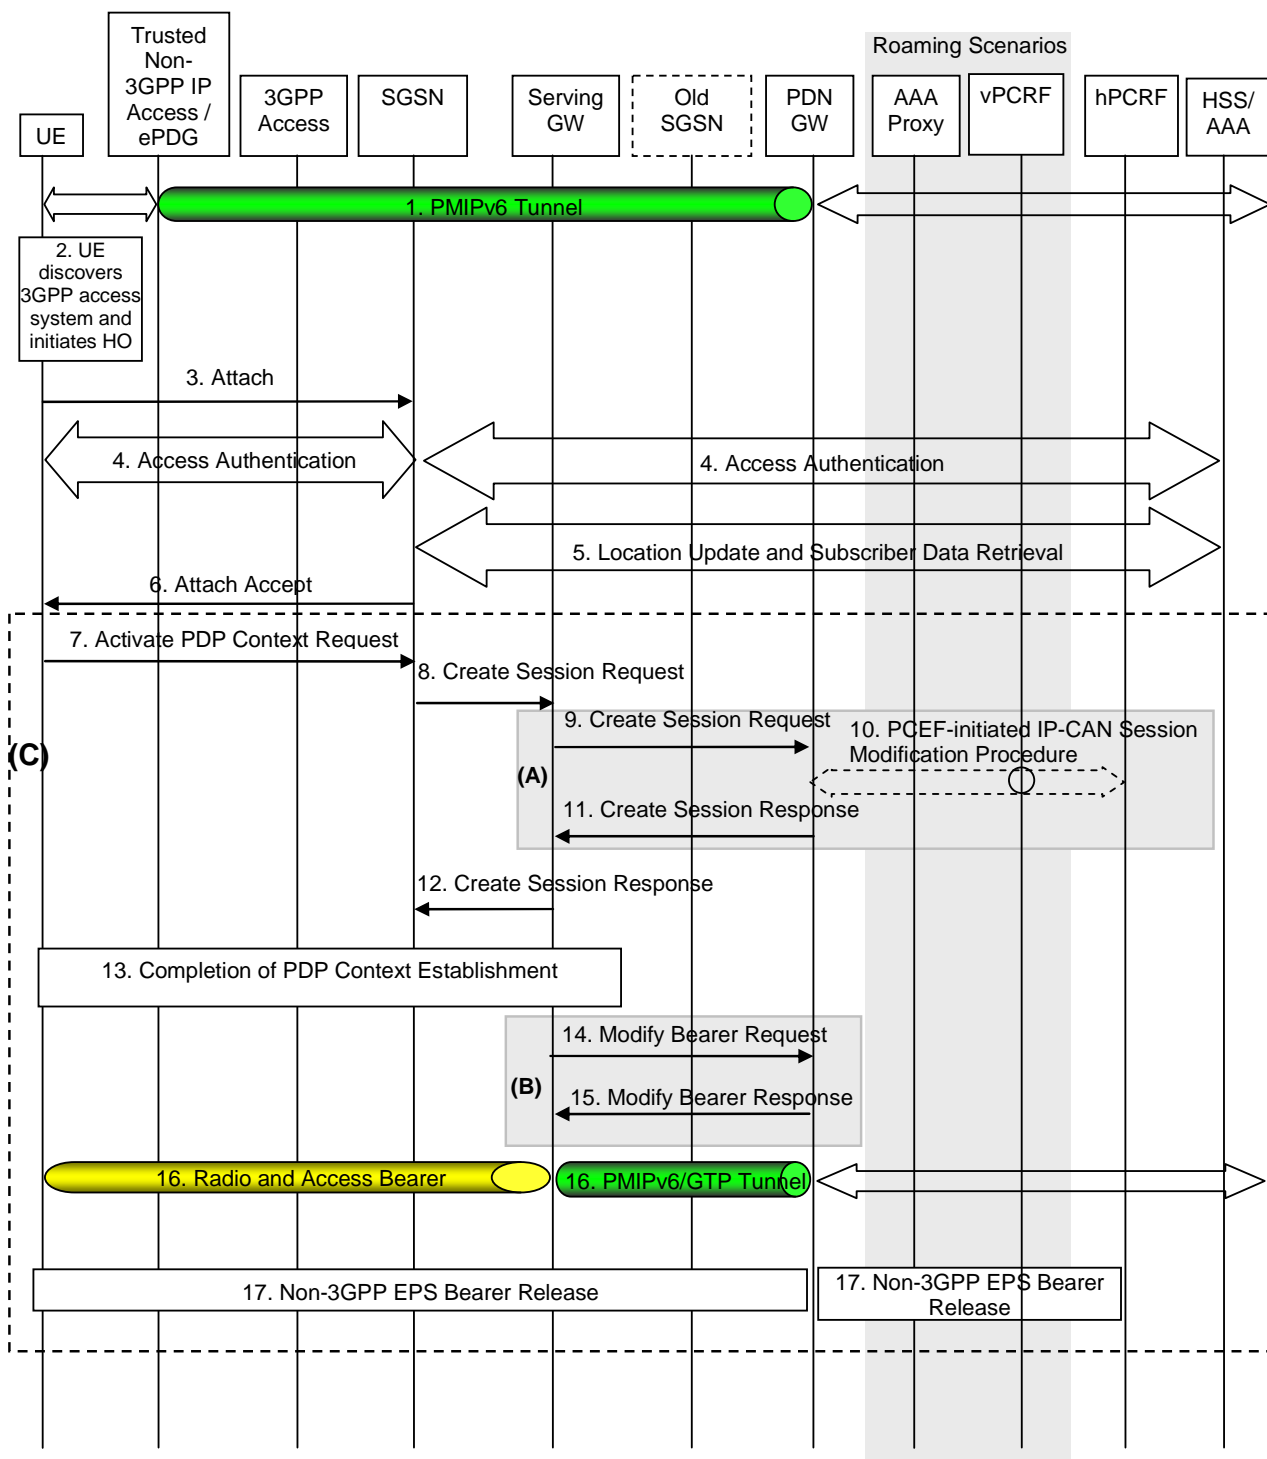 Roaming Scenarios
Trusted
Non-
3GPP IP
Access /
ePDG
UE
3GPP
Access
SGSN
Serving
GW
Old
SGSN
PDN
GW
AAA
Proxy
vPCRF
hPCRF
HSS/
AAA
1. PMIPv6 Tunnel
2. UE
discovers
3GPP access
system and
initiates HO
3. Attach
4. Access Authentication
4. Access Authentication
5. Location Update and Subscriber Data Retrieval
6. Attach Accept
7. Activate PDP Context Request
8. Create Session Request
9. Create Session Request
10. PCEF-initiated IP-CAN Session
Modification Procedure
(C)
(A)
11. Create Session Response
12. Create Session Response
13. Completion of PDP Context Establishment
14. Modify Bearer Request
(B)
15. Modify Bearer Response
16. Radio and Access Bearer
16. PMIPv6/GTP Tunnel
17. Non-3GPP EPS Bearer Release
17. Non-3GPP EPS Bearer
Release